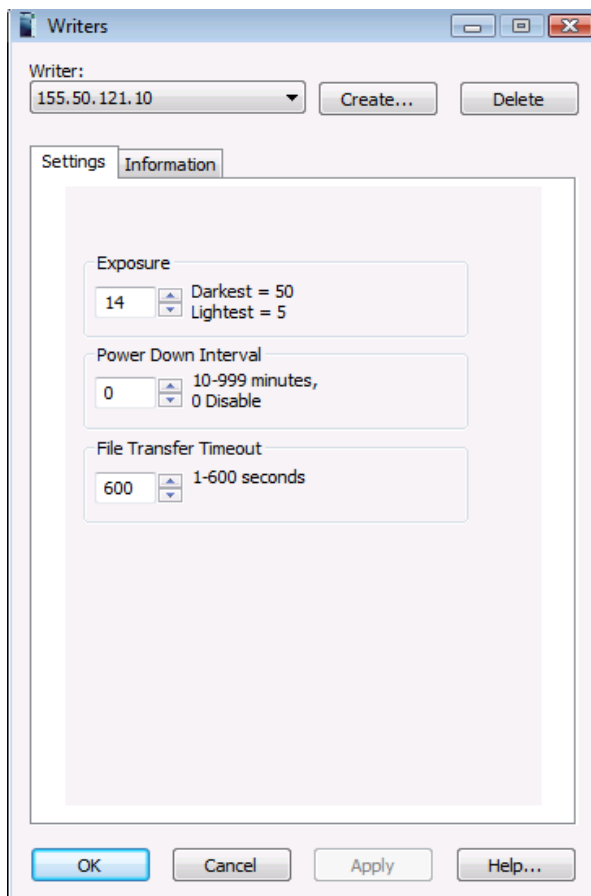 Writers
Writer:
155.50.121.10
Create...
Delete
Settings
Information
Exposure
14
Darkest = 50
Lightest = 5
Power Down Interval
0
10-999 minutes,
0 Disable
File Transfer Timeout
600
1-600 seconds
OK
Cancel
Apply
Help...